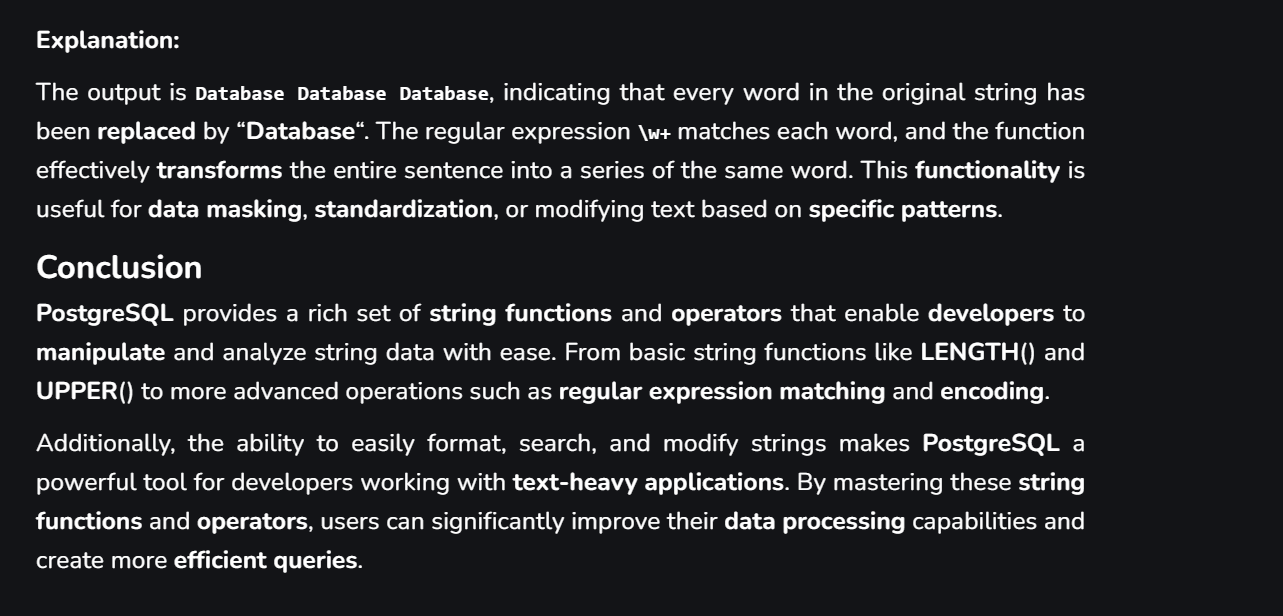 Explanation:
The output is Database Database Database, indicating that every word in the original string has
been replaced by “Database“. The regular expression \w+ matches each word, and the function
effectively transforms the entire sentence into a series of the same word. This functionality is
useful for data masking, standardization, or modifying text based on specific patterns.
Conclusion
PostgreSQL provides a rich set of string functions and operators that enable developers to
manipulate and analyze string data with ease. From basic string functions like LENGTH() and
UPPER() to more advanced operations such as regular expression matching and encoding.
Additionally, the ability to easily format, search, and modify strings makes PostgreSQL a
powerful tool for developers working with text-heavy applications. By mastering these string
functions and operators, users can significantly improve their data processing capabilities and
create more efficient queries.